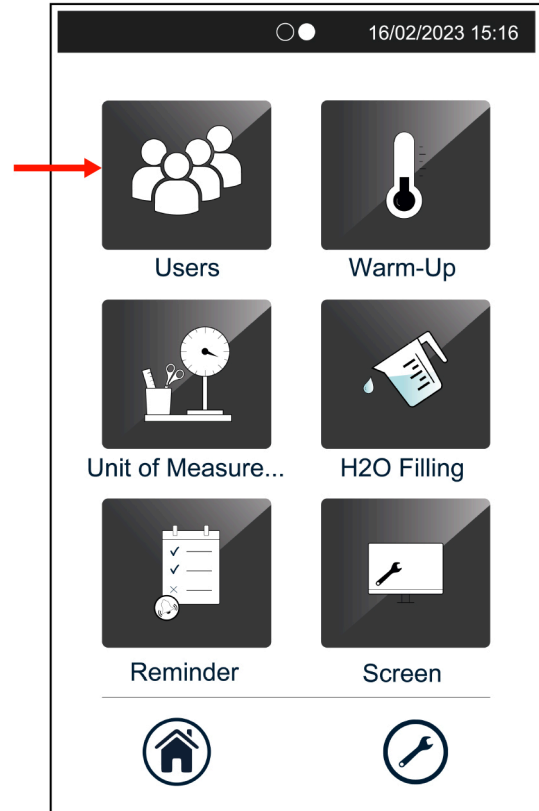 16/02/2023 15:16
Users
Warm-Up
Unit of Measure...
H2O Filling
Reminder
Screen